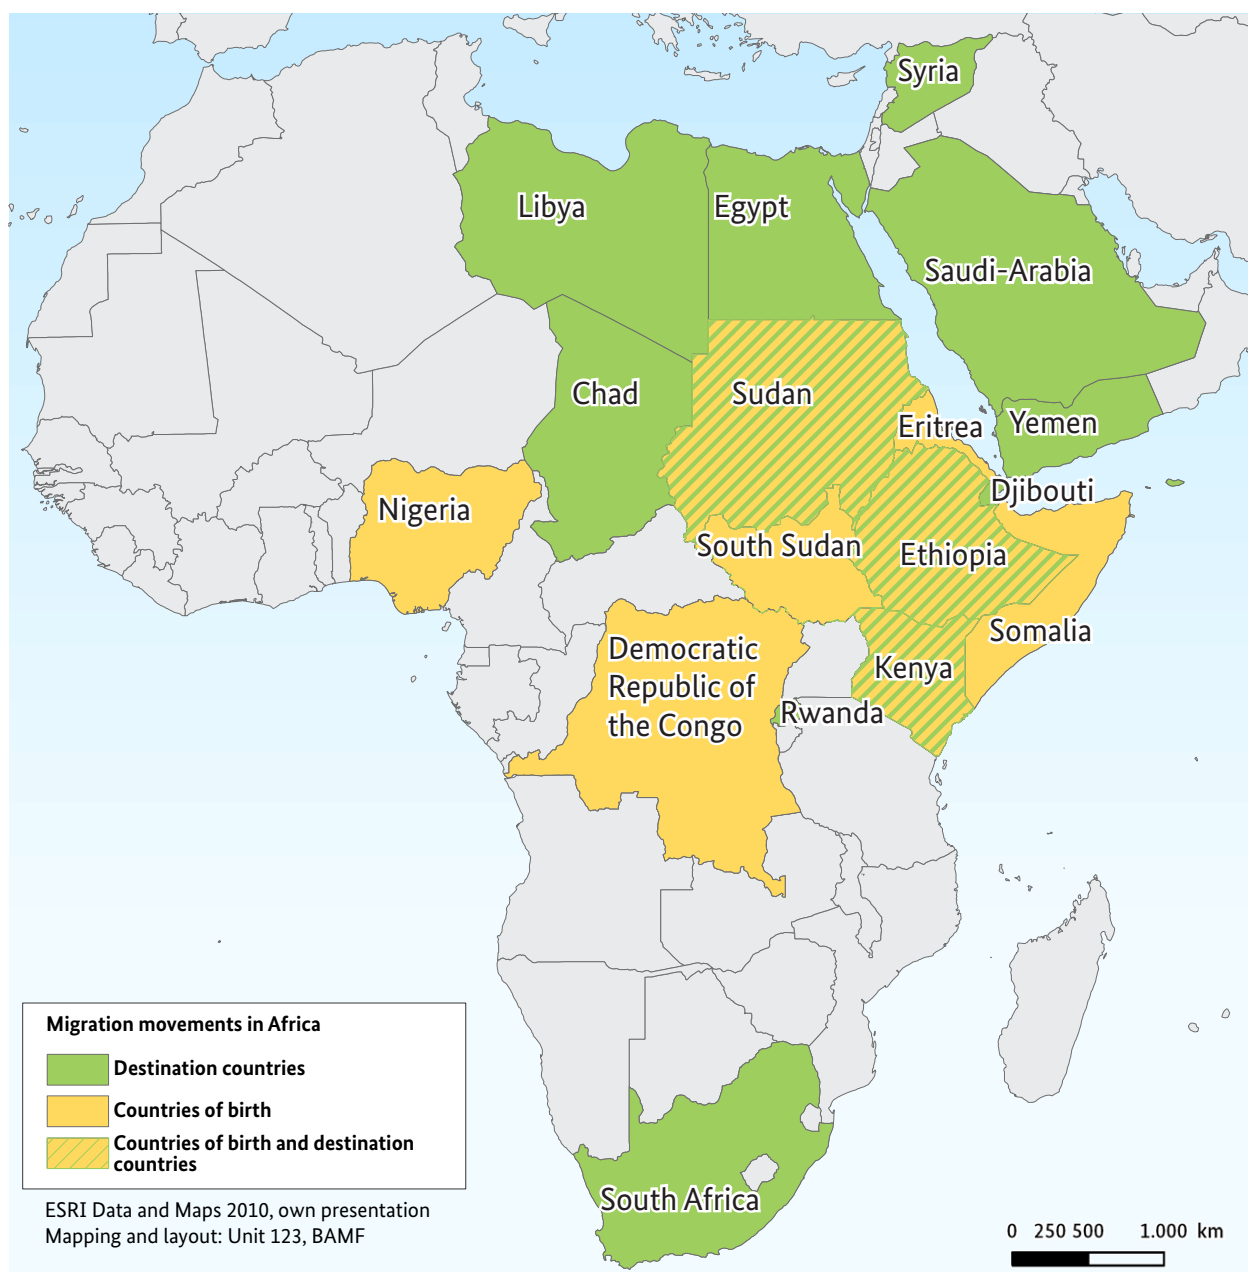 Syria
Libya
Egypt
Saudi-Arabia
Chad
Sudan
Eritrea
Yemen
Nigeria
Djibouti
South Sudan
Ethiopia
Somalia
Democratic
Republic of
the Congo
Kenya
Rwanda
South Africa
Migration movements in Africa
Destination countries
Countries of birth
Countries of birth and destination
countries
ESRI Data and Maps 2010, own presentation
Mapping and layout: Unit 123, BAMF
0 250 500 1.000 km